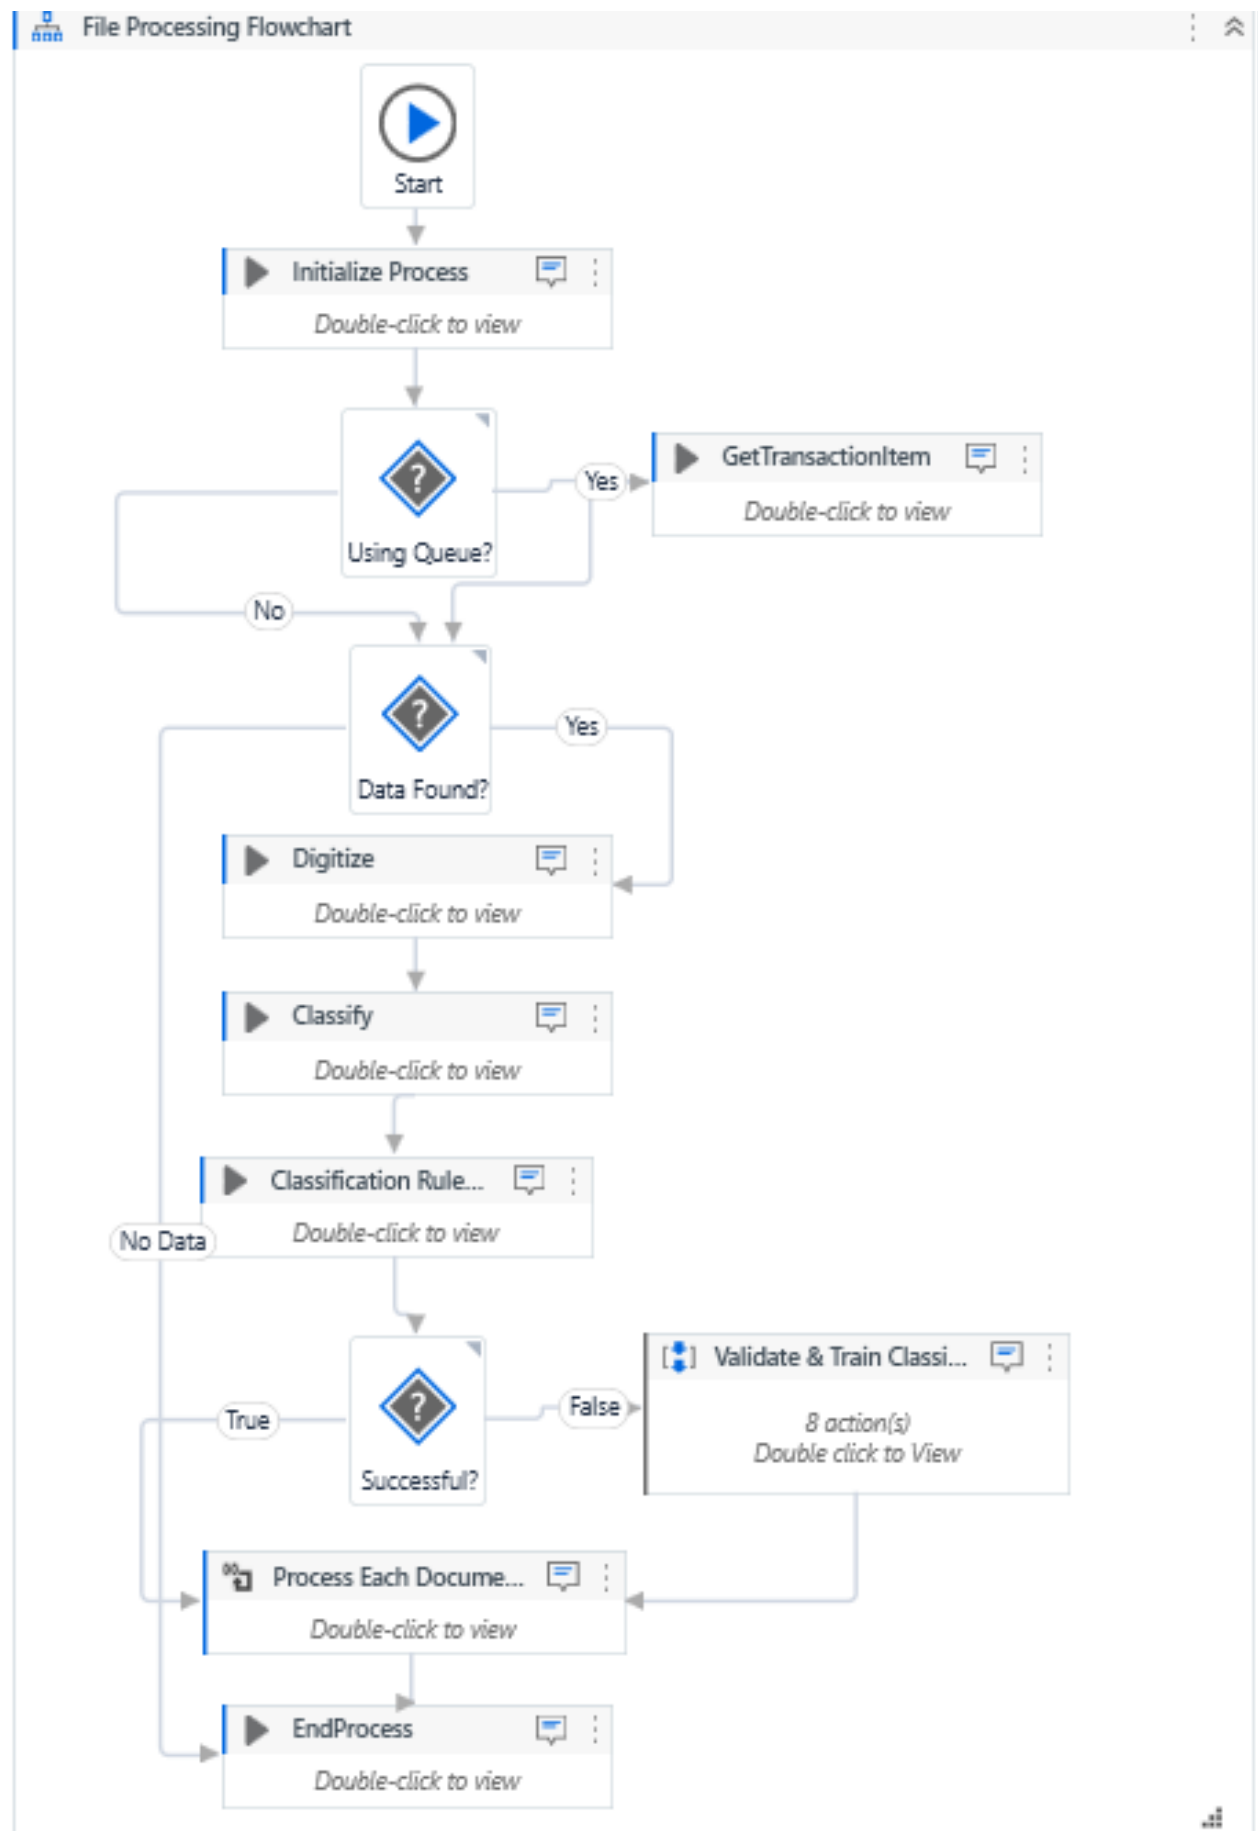 File Processing Flowchart
Start
Initialize Process
Double-click to view
Using Queue?
Yes
GetTransactionItem
Double-click to view
No
Data Found?
Yes
Digitize
Double-click to view
Classify
Double-click to view
Classification Rule...
Double-click to view
No Data
Successful?
True
False
Validate & Train Classi...
8 action(s)
Double click to View
Process Each Docume...
Double-click to view
EndProcess
Double-click to view